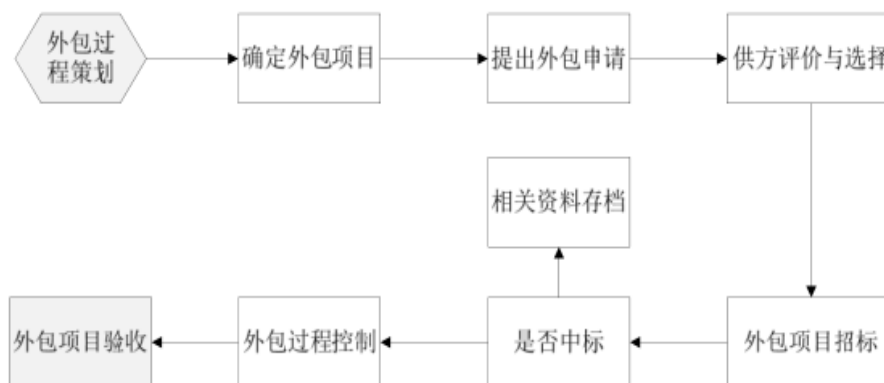 外包过
程策划
确定外包项目
提出外包申请
供方评价与选择
相关资料存档
外包项目验收
外包过程控制
是否中标
外包项目招标